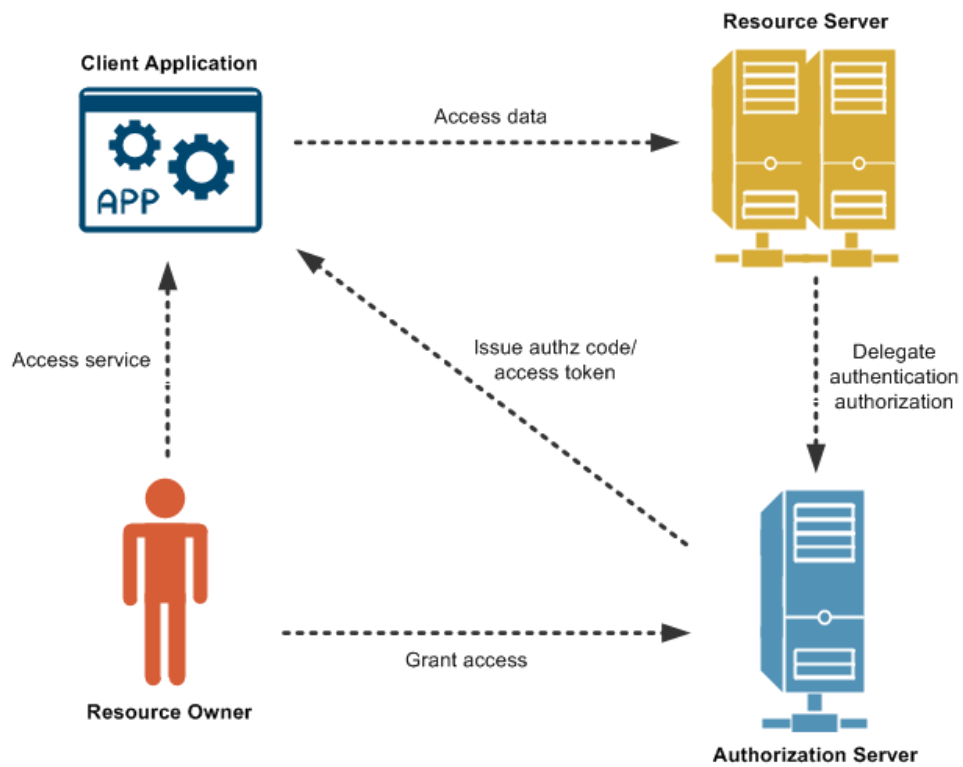 Resource Server
Client Application
Access data
APP
Issue authz code/
access token
Delegate
authentication
authorization
Access service
Grant access
Resource Owner
Authorization Server